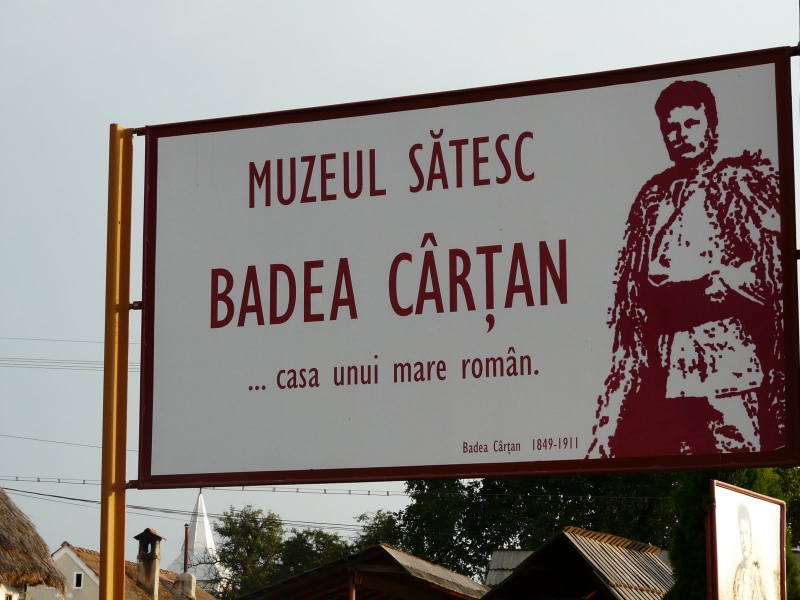 MUZEUL SĂTESC
BADEA CÂRȚAN
... casa unui mare român.
Badea Cârțan 1849-1911